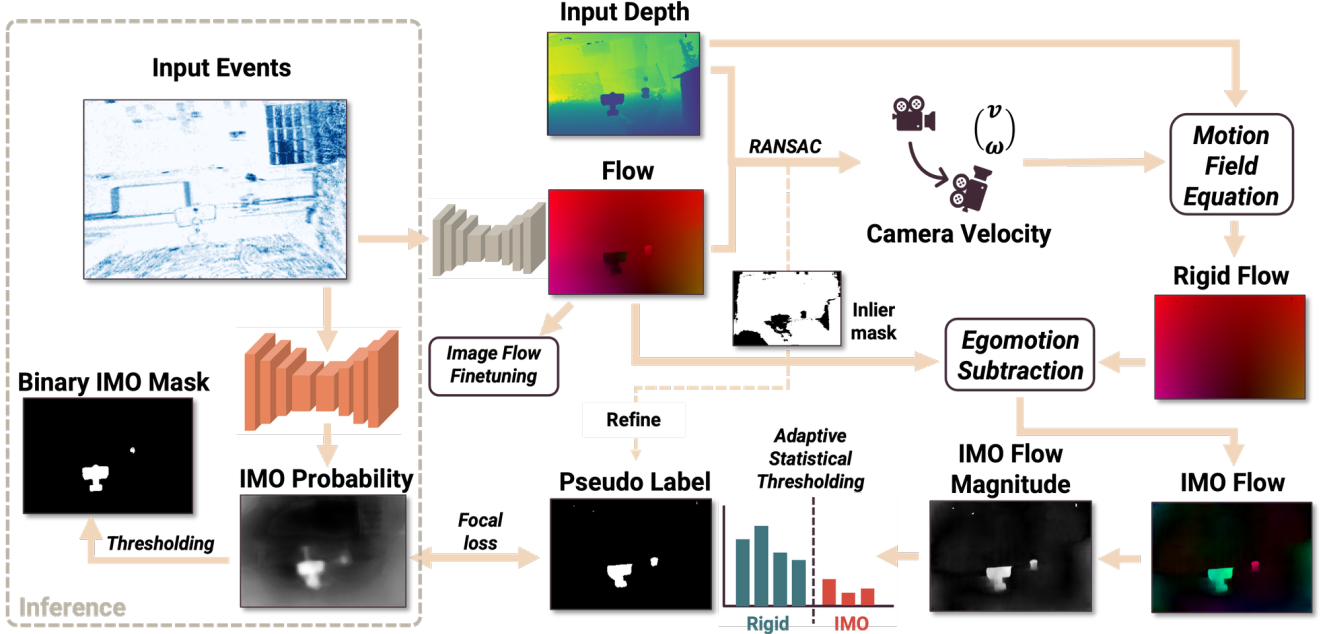 Input Depth
Input Events
RANSAC
v
ω
Motion
Field
Equation
Flow
Camera Velocity
Rigid Flow
Inlier
mask
Image Flow
Finetuning
Egomotion
Subtraction
Binary IMO Mask
Refine
Adaptive
Statistical
Thresholding
IMO Probability
Pseudo Label
IMO Flow
Magnitude
IMO Flow
Focal
loss
Thresholding
Inference
Rigid
IMO